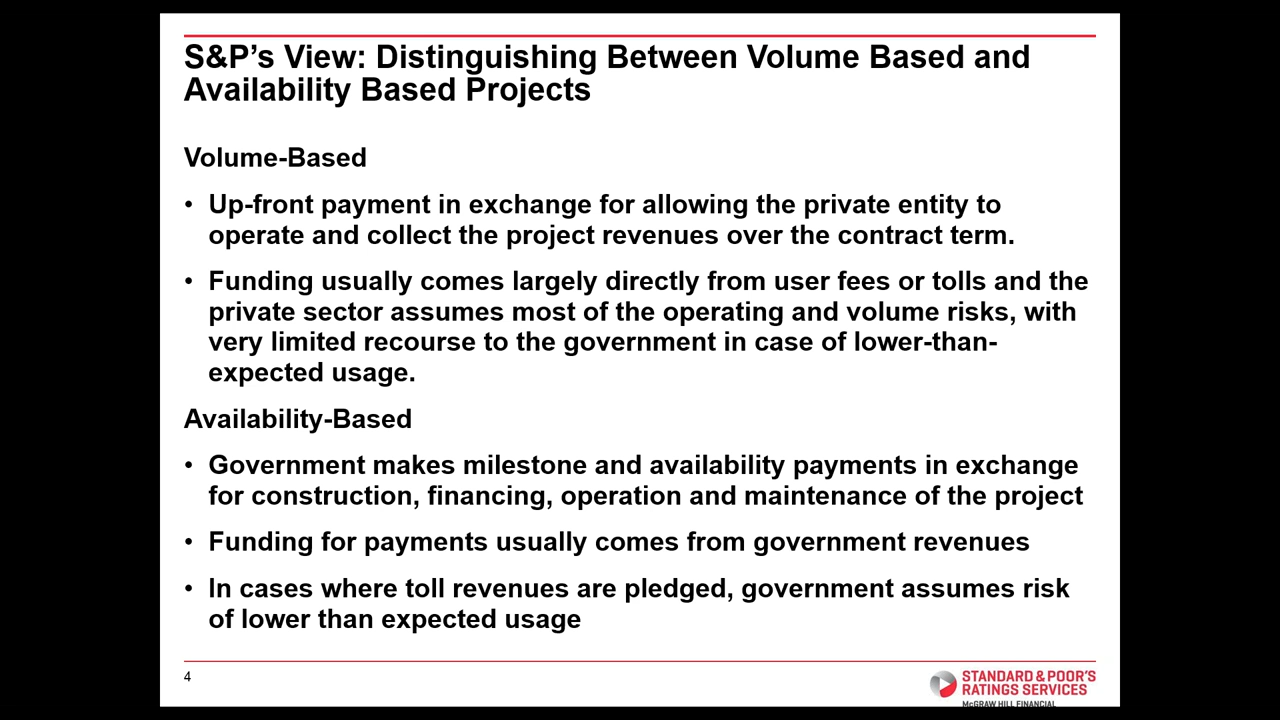 S&P's View: Distinguishing Between Volume Based and
Availability Based Projects
Volume-Based
• Up-front payment in exchange for allowing the private entity to
operate and collect the project revenues over the contract term.
• Funding usually comes largely directly from user fees or tolls and the
private sector assumes most of the operating and volume risks, with
very limited recourse to the government in case of lower-than-
expected usage.
Availability-Based
• Government makes milestone and availability payments in exchange
for construction, financing, operation and maintenance of the project
• Funding for payments usually comes from government revenues
• In cases where toll revenues are pledged, government assumes risk
of lower than expected usage
4
STANDARD & POOR'S
RATINGS SERVICES
McGRAW HILL FINANCIAL